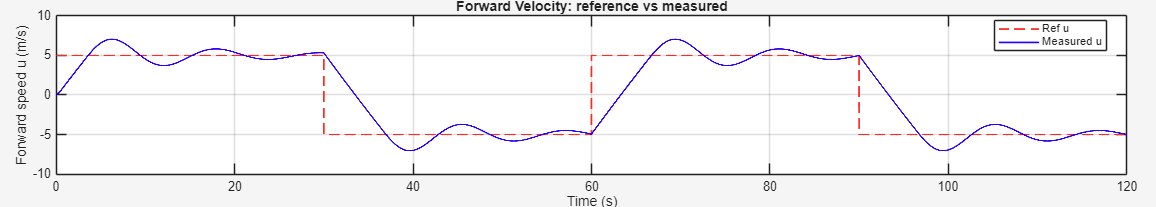 Forward Velocity: reference vs measured
Forward speed u (m/s)
10
5
0
-5
-10
Ref u
Measured u
0
20
40
60
80
100
120
Time (s)